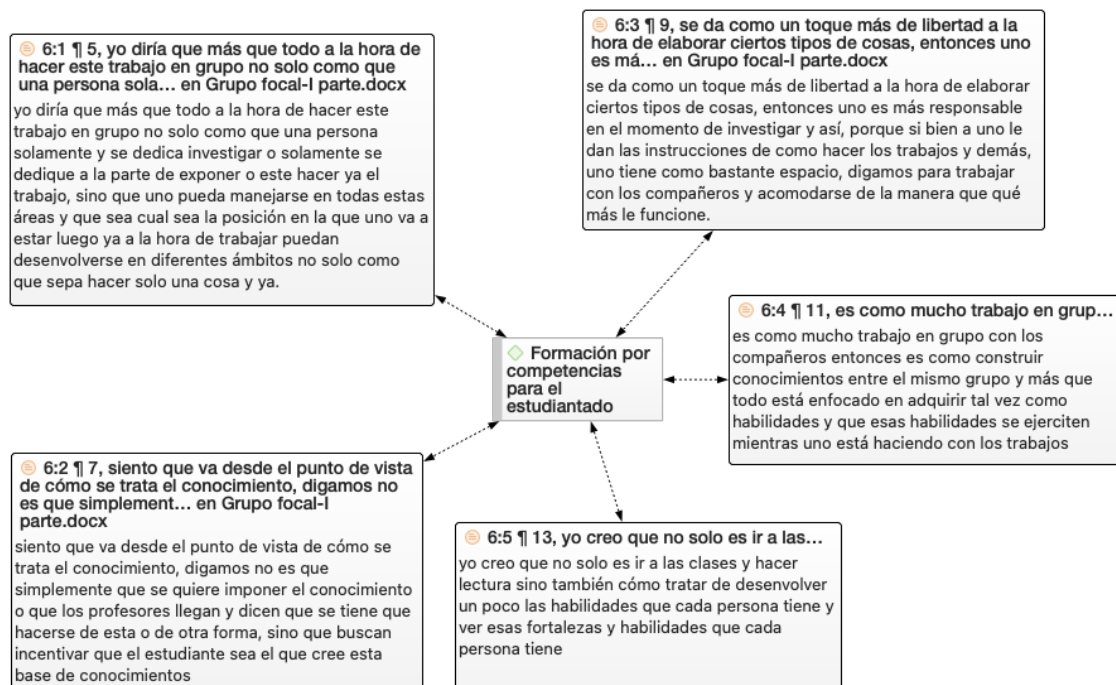 6:1 ¶ 5, yo diría que más que todo a la hora de
hacer este trabajo en grupo no solo como que
una persona sola… en Grupo focal-I parte.docx
yo diría que más que todo a la hora de hacer este
trabajo en grupo no solo como que una persona
solamente y se dedica investigar o solamente se
dedique a la parte de exponer o este hacer ya el
trabajo, sino que uno pueda manejarse en todas estas
áreas y que sea cual sea la posición en la que uno va a
estar luego ya a la hora de trabajar puedan
desenvolverse en diferentes ámbitos no solo como
que sepa hacer solo una cosa y ya.
6:3 ¶ 9, se da como un toque más de libertad a la
hora de elaborar ciertos tipos de cosas, entonces uno
es má… en Grupo focal-I parte.docx
se da como un toque más de libertad a la hora de elaborar
ciertos tipos de cosas, entonces uno es más responsable
en el momento de investigar y así, porque si bien a uno le
dan las instrucciones de como hacer los trabajos y demás,
uno tiene como bastante espacio, digamos para trabajar
con los compañeros y acomodarse de la manera que qué
más le funcione.
6:4 ¶ 11, es como mucho trabajo en grup…
es como mucho trabajo en grupo con los
compañeros entonces es como construir
conocimientos entre el mismo grupo y más que
todo está enfocado en adquirir tal vez como
habilidades y que esas habilidades se ejerciten
mientras uno está haciendo con los trabajos
Formación por
competencias
para el
estudiantado
6:2 ¶ 7, siento que va desde el punto de vista
de cómo se trata el conocimiento, digamos no
es que simplement… en Grupo focal-I
parte.docx
siento que va desde el punto de vista de cómo se
trata el conocimiento, digamos no es que
simplemente que se quiere imponer el conocimiento
o que los profesores llegan y dicen que se tiene que
hacerse de esta o de otra forma, sino que buscan
incentivar que el estudiante sea el que cree esta
base de conocimientos
6:5 ¶ 13, yo creo que no solo es ir a las…
yo creo que no solo es ir a las clases y hacer
lectura sino también cómo tratar de desenvolver
un poco las habilidades que cada persona tiene y
ver esas fortalezas y habilidades que cada
persona tiene